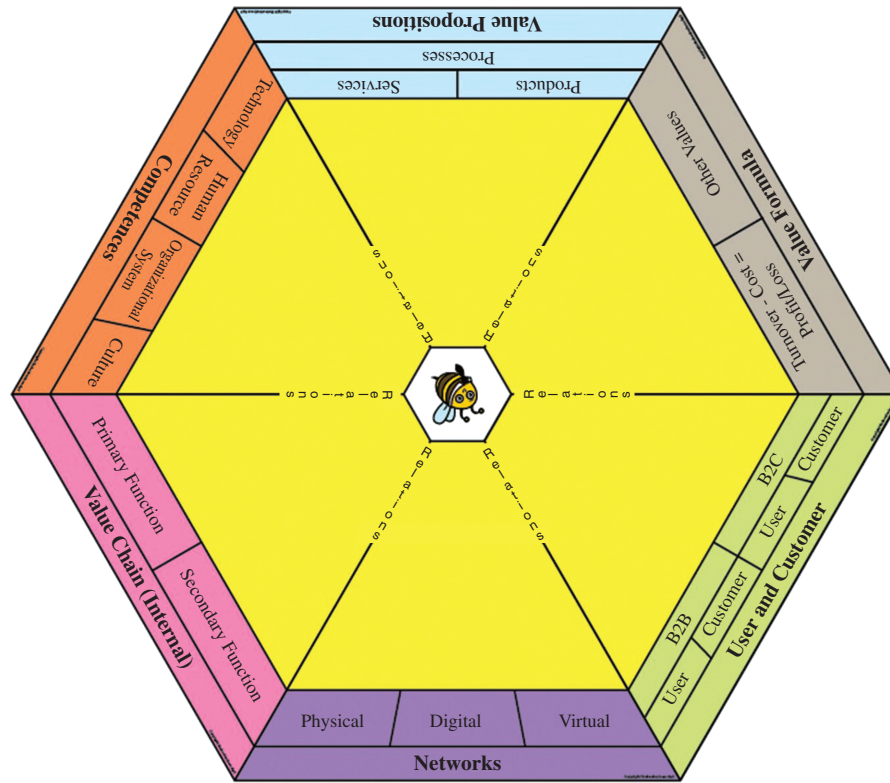 Value Propositions
Processes
Services
Products
Value Formula
Other Values
Turnover - Cost =
Profit/Loss
User and Customer
B2C
Customer
User
B2B
Customer
User
Networks
Physical
Digital
Virtual
Value Chain (Internal)
Primary Function
Secondary Function
Competences
Technology
Human
Resource
Organizational
System
Culture
Relations
Relations
Relations
Relations
Relations
Relations